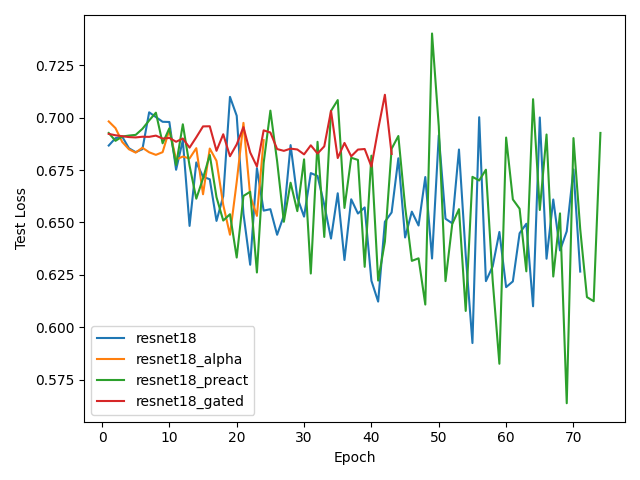 0.725
0.700
0.675
0.650
0.625
0.600
0.575
Test Loss
resnet18
resnet18_alpha
resnet18_preact
resnet18_gated
0 10 20 30 40 50 60 70
Epoch